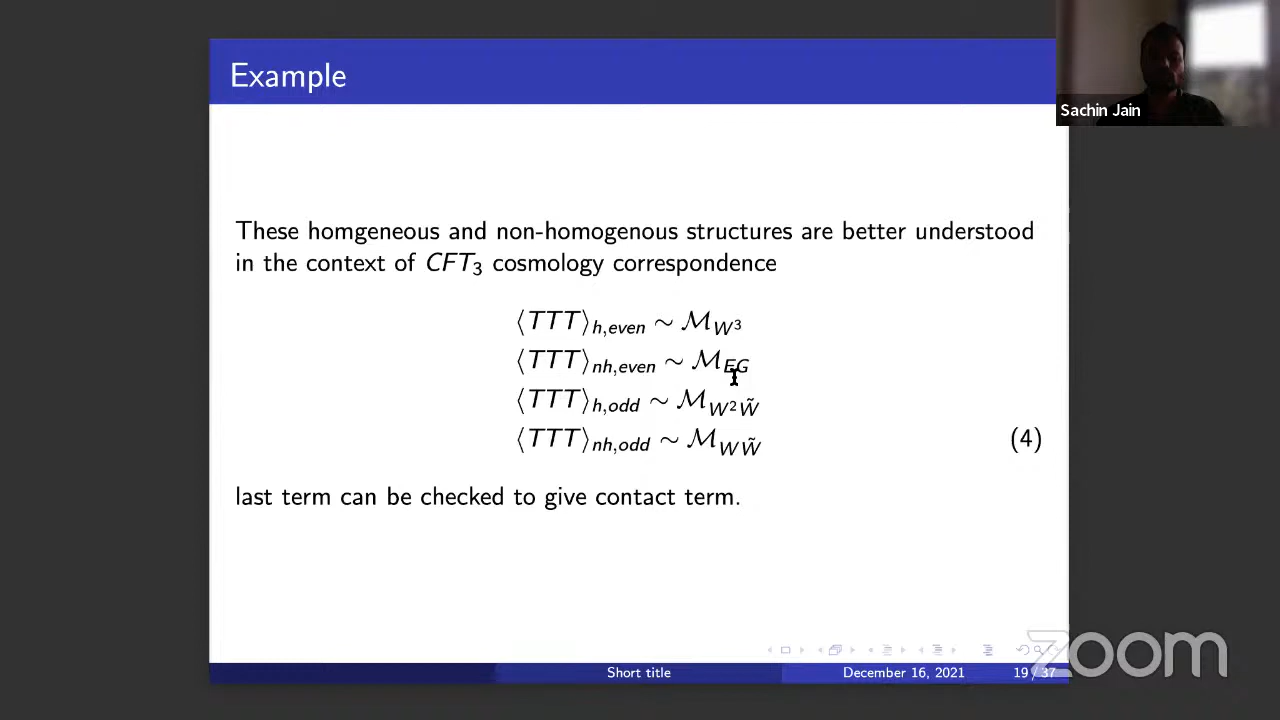 Example
Sachin Jain
These homgeneous and non-homogenous structures are better understood
in the context of CFT₃ cosmology correspondence
⟨TTT⟩h,even ∼ ℳW³
⟨TTT⟩nh,even ∼ ℳEG
⟨TTT⟩h,odd ∼ ℳW²W̃
⟨TTT⟩nh,odd ∼ ℳWW̃ (4)
last term can be checked to give contact term.
Short title December 16, 2021 19 / 37
zoom